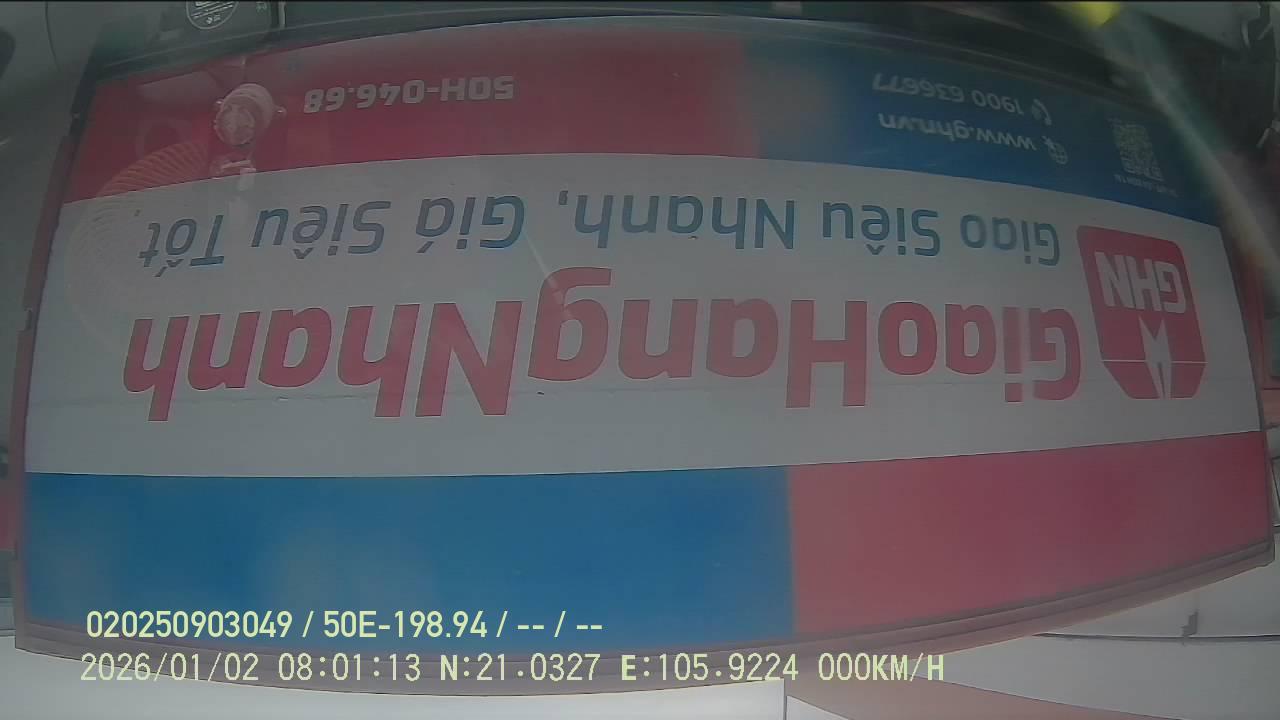 GHN
GiaoHangNhanh
Giao Siêu Nhanh, Giá Siêu Tốt
www.ghn.vn
1900 636677
50H-046.68
020250903049 / 50E-198.94 / -- / --
2026/01/02 08:01:13 N:21.0327 E:105.9224 000KM/H